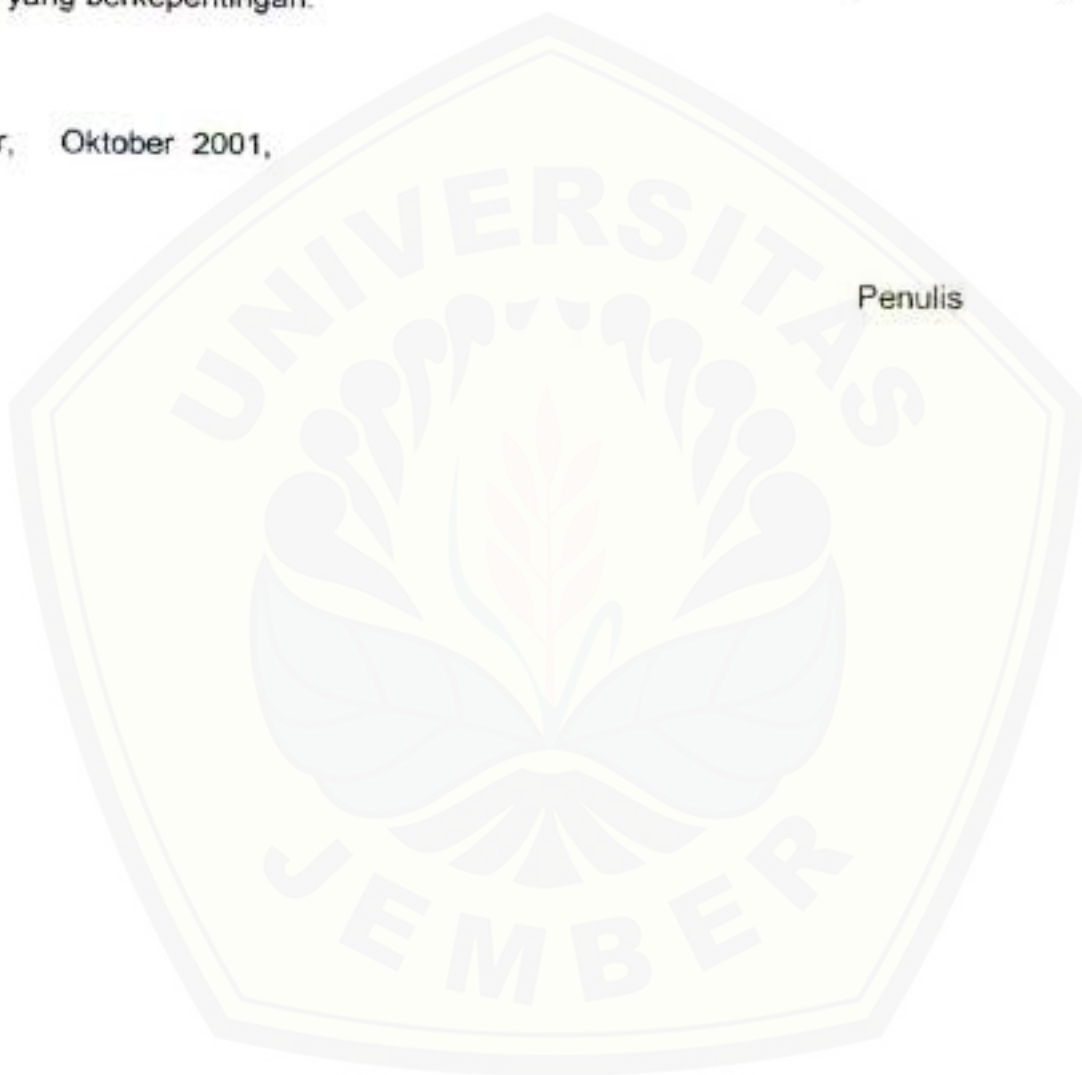 yang berkepentingan.
r, Oktober 2001,
Penulis
UNIVERSITAS
JEMBER